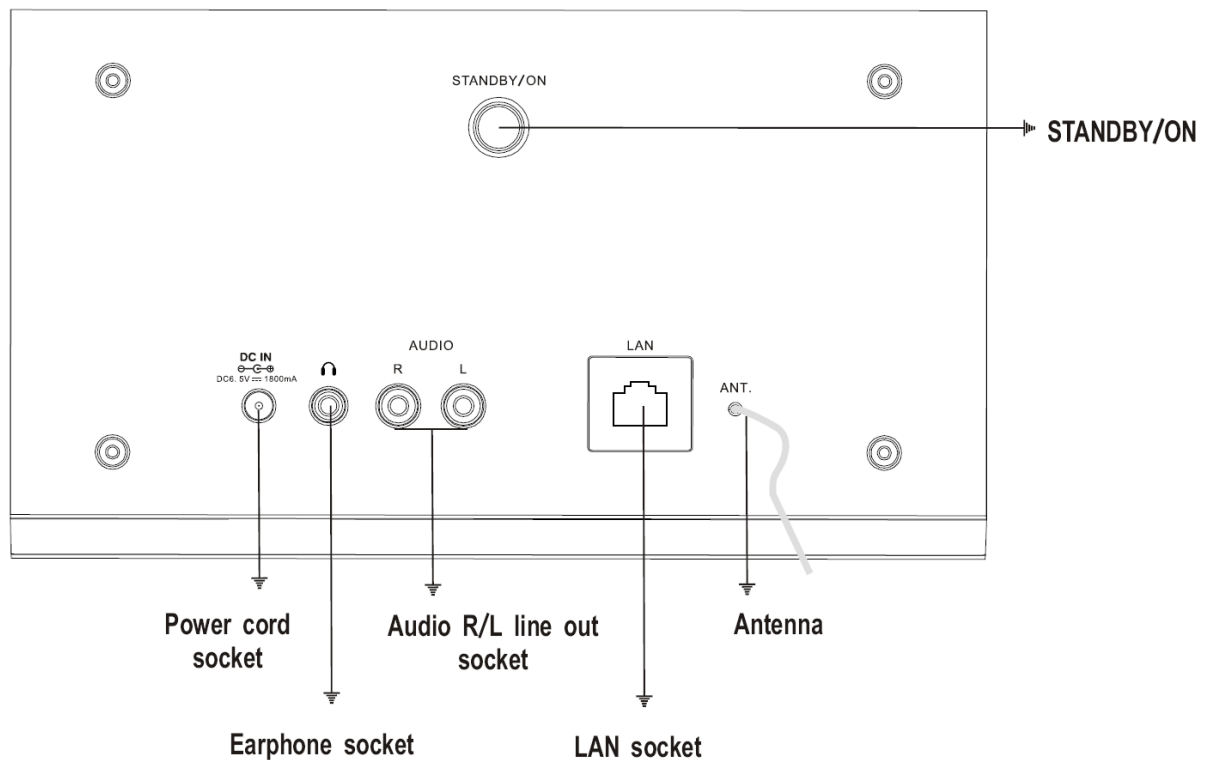 STANDBY/ON
STANDBY/ON
AUDIO
LAN
DC IN
R L
DC6. 5V⎓1800mA
ANT.
Power cord
socket
Audio R/L line out
socket
Antenna
Earphone socket
LAN socket